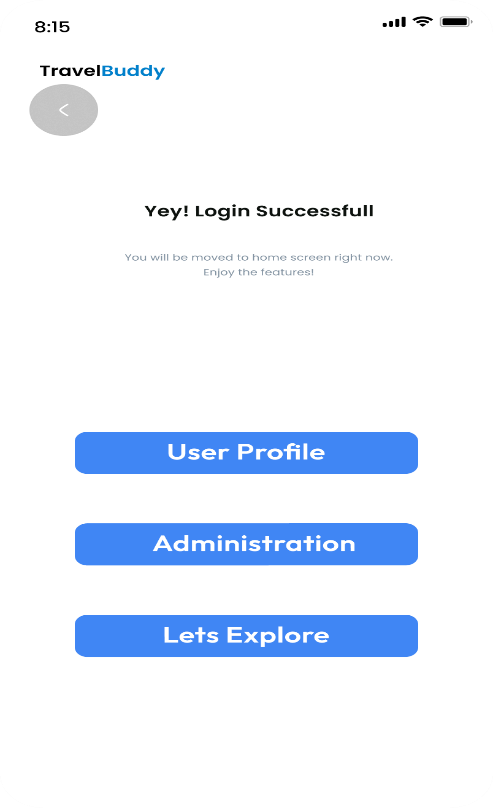 8:15
TravelBuddy
Yey! Login Successfull
You will be moved to home screen right now.
Enjoy the features!
User Profile
Administration
Lets Explore